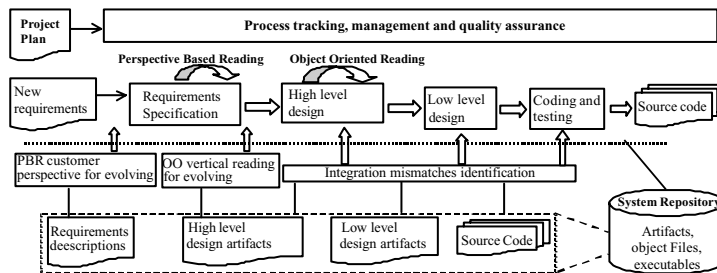 Project
Plan
Process tracking, management and quality assurance
Perspective Based Reading
Object Oriented Reading
New
requirements
Requirements
Specification
High level
design
Low level
design
Coding and
testing
Source code
PBR customer
perspective for evolving
OO vertical reading
for evolving
Integration mismatches identification
System Repository
Artifacts,
object Files,
executables
Requirements
deescriptions
High level
design artifacts
Low level
design artifacts
Source Code